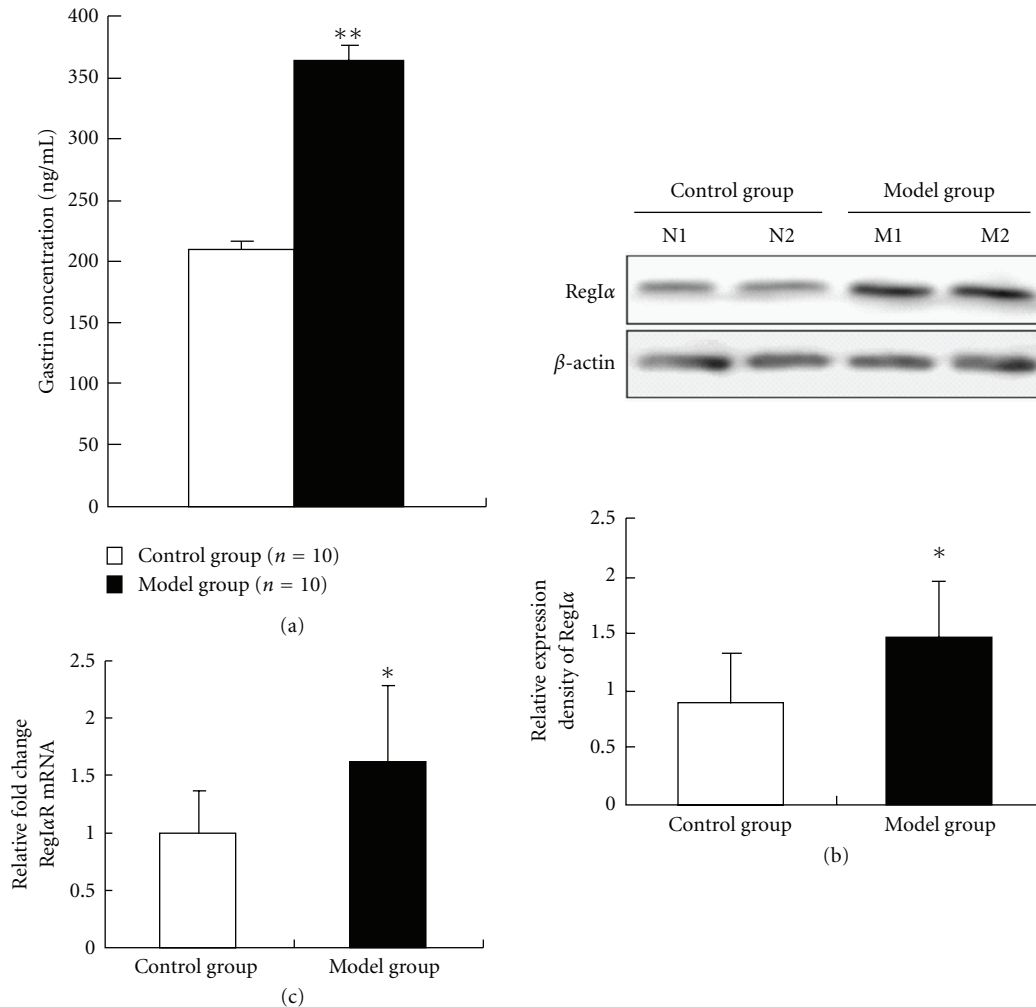 400
350
300
250
200
150
100
50
0
Gastrin concentration (ng/mL)
**
Control group (n = 10)
Model group (n = 10)
(a)
Control group Model group
N1 N2 M1 M2
RegIα
β-actin
2.5
2
1.5
1
0.5
0
Relative expression
density of RegIα
*
Control group Model group
(b)
2.5
2
1.5
1
0.5
0
Relative fold change
RegIαR mRNA
*
Control group Model group
(c)